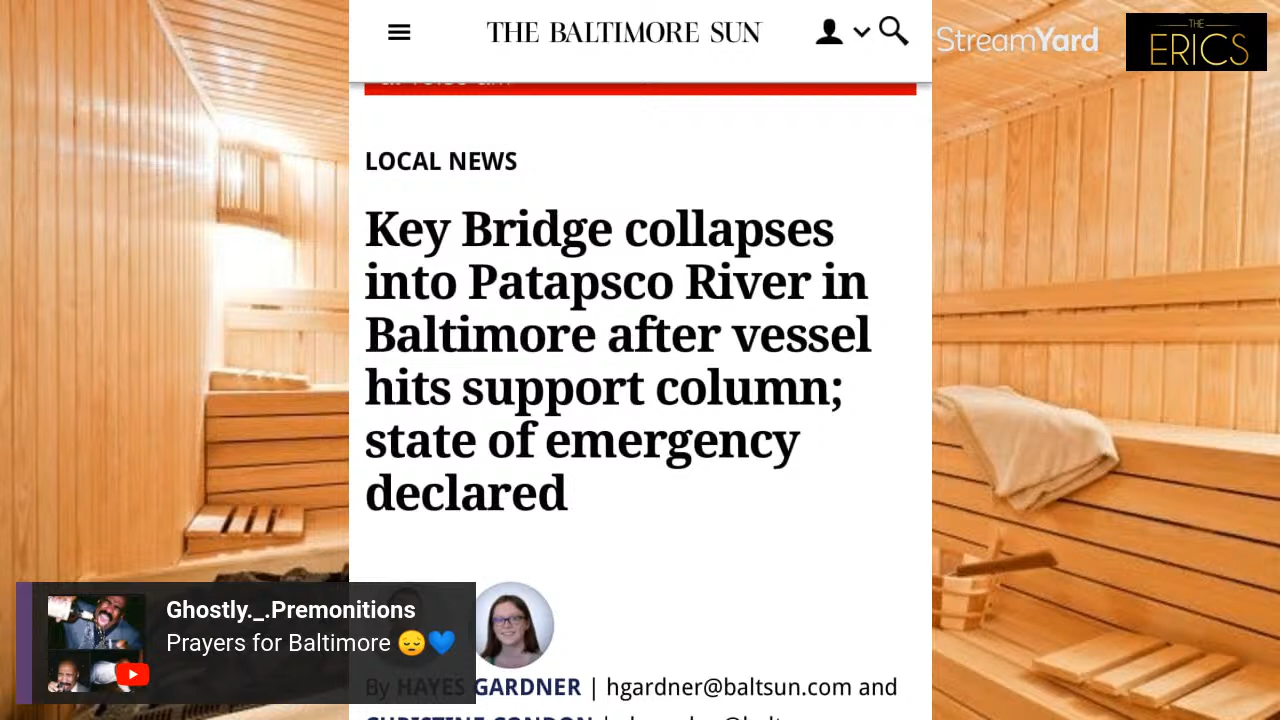 THE BALTIMORE SUN
StreamYard
THE
ERICS
LOCAL NEWS
Key Bridge collapses
into Patapsco River in
Baltimore after vessel
hits support column;
state of emergency
declared
Ghostly._.Premonitions
Prayers for Baltimore 😔💙
By HAYES GARDNER | hgardner@baltsun.com and